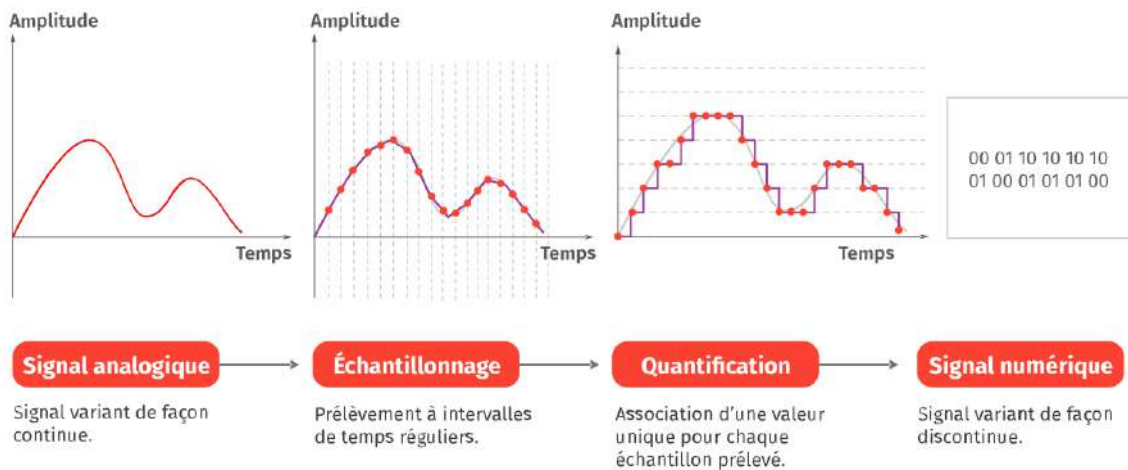 Amplitude
Temps
Amplitude
Temps
Amplitude
Temps
00 01 10 10 10 10
01 00 01 01 01 00
Signal analogique
Échantillonnage
Quantification
Signal numérique
Signal variant de façon
continue.
Prélèvement à intervalles
de temps réguliers.
Association d'une valeur
unique pour chaque
échantillon prélevé.
Signal variant de façon
discontinue.